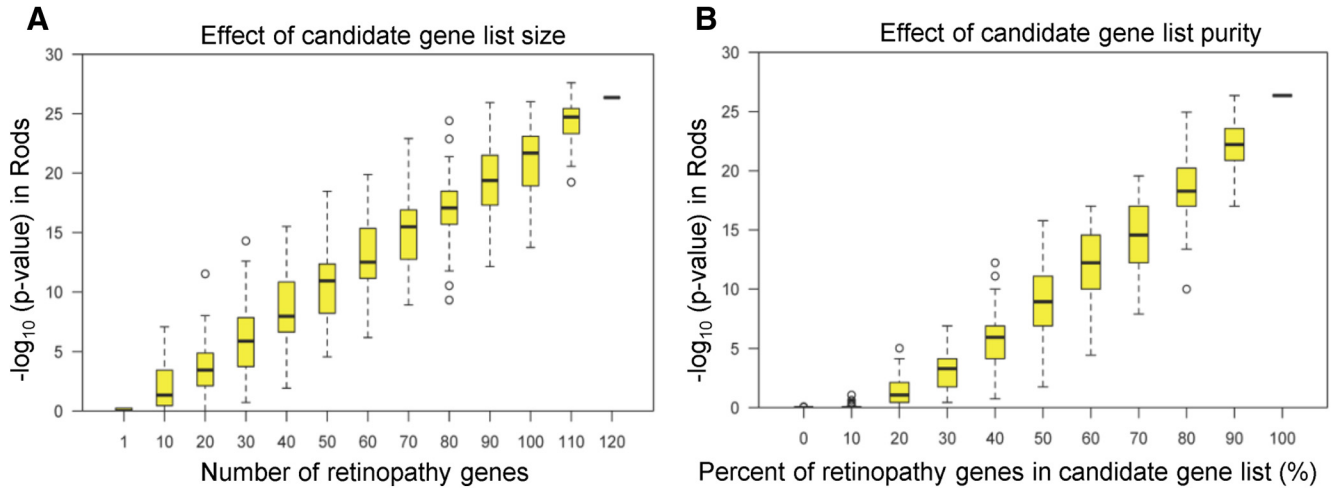 A
Effect of candidate gene list size
30
25
20
15
10
5
0
-log10 (p-value) in Rods
1 10 20 30 40 50 60 70 80 90 100 110 120
Number of retinopathy genes
B
Effect of candidate gene list purity
30
25
20
15
10
5
0
-log10 (p-value) in Rods
0 10 20 30 40 50 60 70 80 90 100
Percent of retinopathy genes in candidate gene list (%)